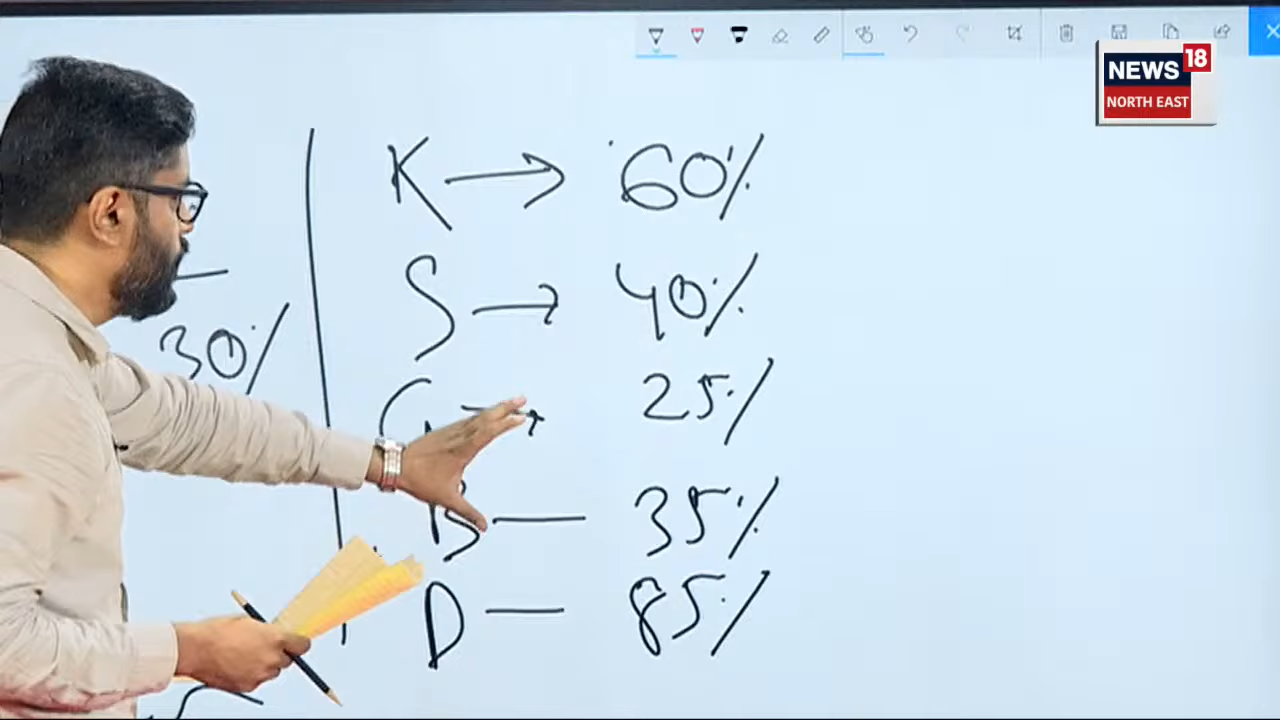 NEWS 18
NORTH EAST
30%
K → 60%
S → 40%
→ 25%
B — 35%
D — 85%